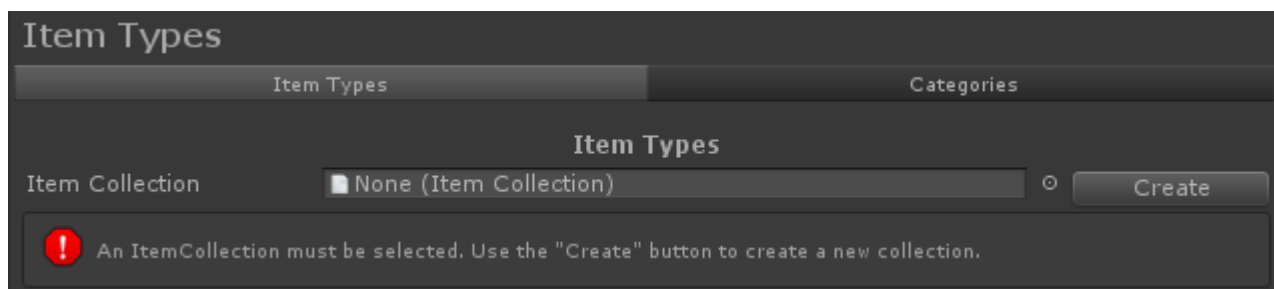 Item Types
Item Types Categories
Item Types
Item Collection None (Item Collection) Create
An ItemCollection must be selected. Use the "Create" button to create a new collection.